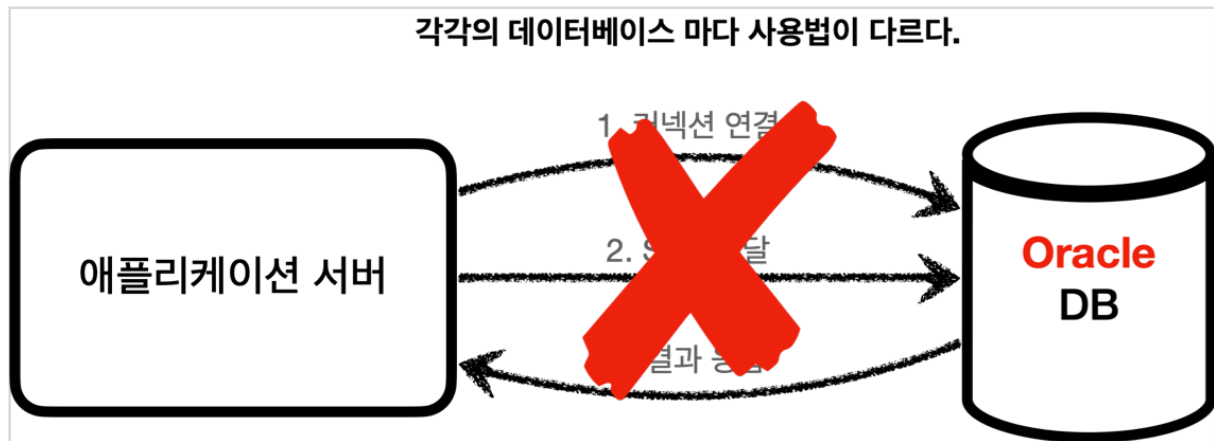 각각의 데이터베이스 마다 사용법이 다르다.
1. 커넥션 연결
애플리케이션 서버
2.
Oracle
DB
결과